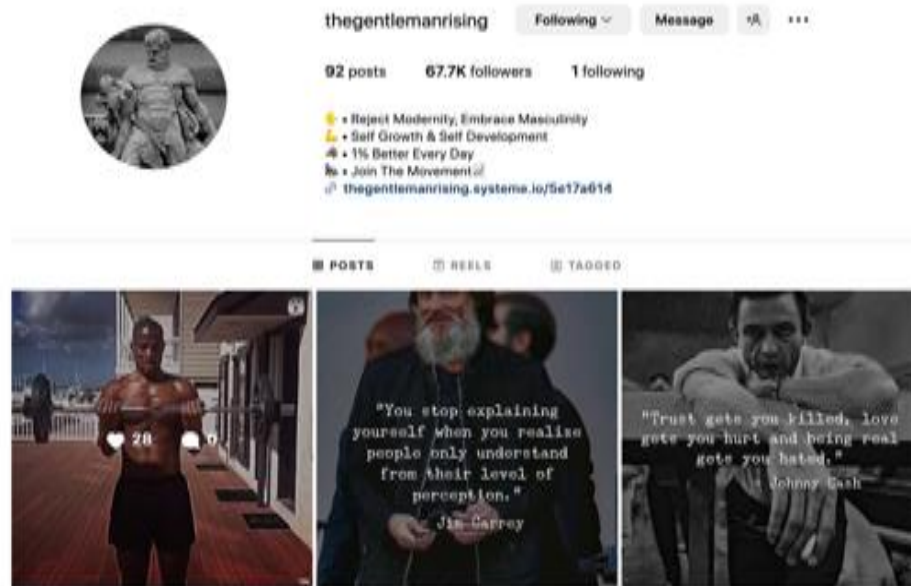 thegentlemanrising Following Message
92 posts 67.7K followers 1 following
• Reject Modernity, Embrace Masculinity
• Self Growth & Self Development
• 1% Better Every Day
• Join The Movement
thegentlemanrising.systeme.io/5e17a614
POSTS REELS TAGGED
28 0
"You stop explaining
yourself when you realize
people only understand
from their level of
perception."
- Jim Carrey
"Trust gets you killed, love
gets you hurt and being real
gets you hated."
- Johnny Cash